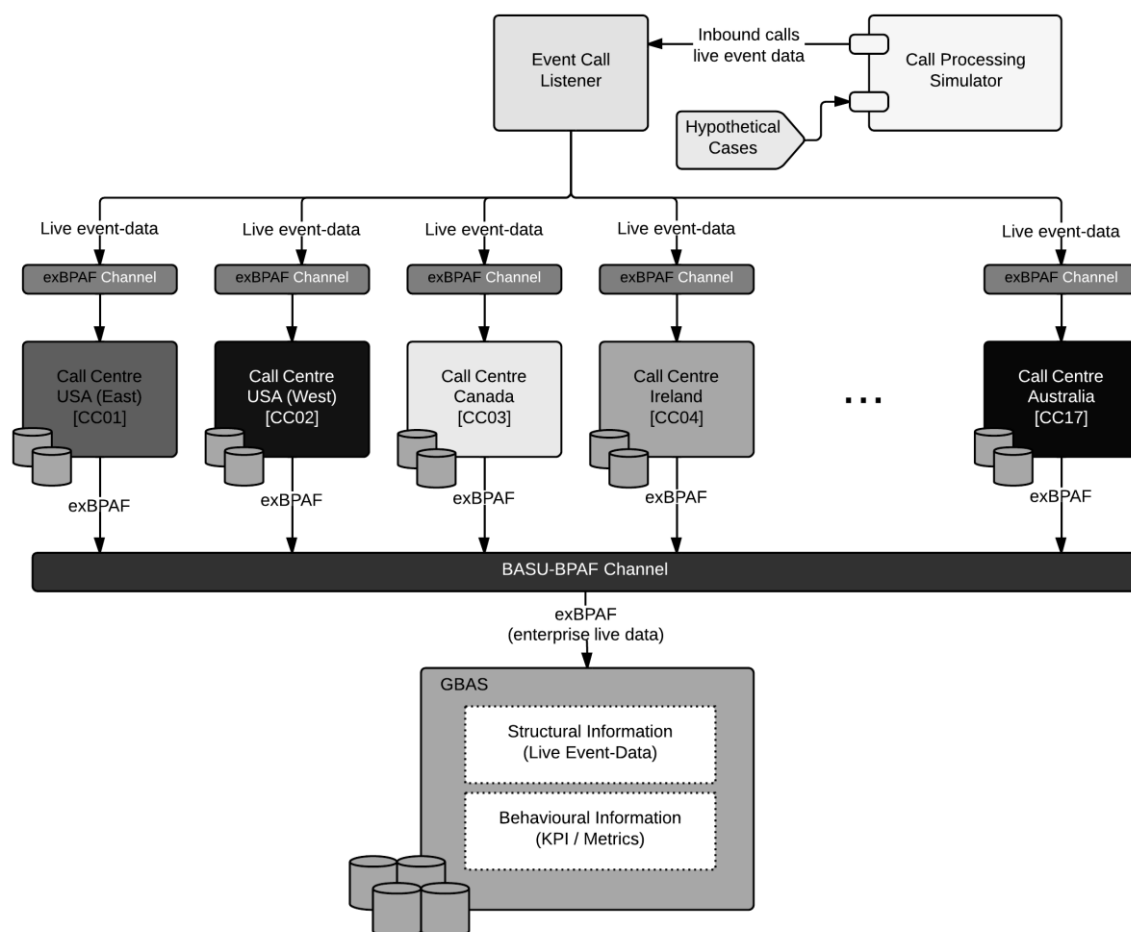 Event Call
Listener
Inbound calls
live event data
Call Processing
Simulator
Hypothetical
Cases
Live event-data
Live event-data
Live event-data
Live event-data
Live event-data
exBPAF Channel
exBPAF Channel
exBPAF Channel
exBPAF Channel
exBPAF Channel
Call Centre
USA (East)
[CC01]
Call Centre
USA (West)
[CC02]
Call Centre
Canada
[CC03]
Call Centre
Ireland
[CC04]
...
Call Centre
Australia
[CC17]
exBPAF
exBPAF
exBPAF
exBPAF
exBPAF
BASU-BPAF Channel
exBPAF
(enterprise live data)
GBAS
Structural Information
(Live Event-Data)
Behavioural Information
(KPI / Metrics)